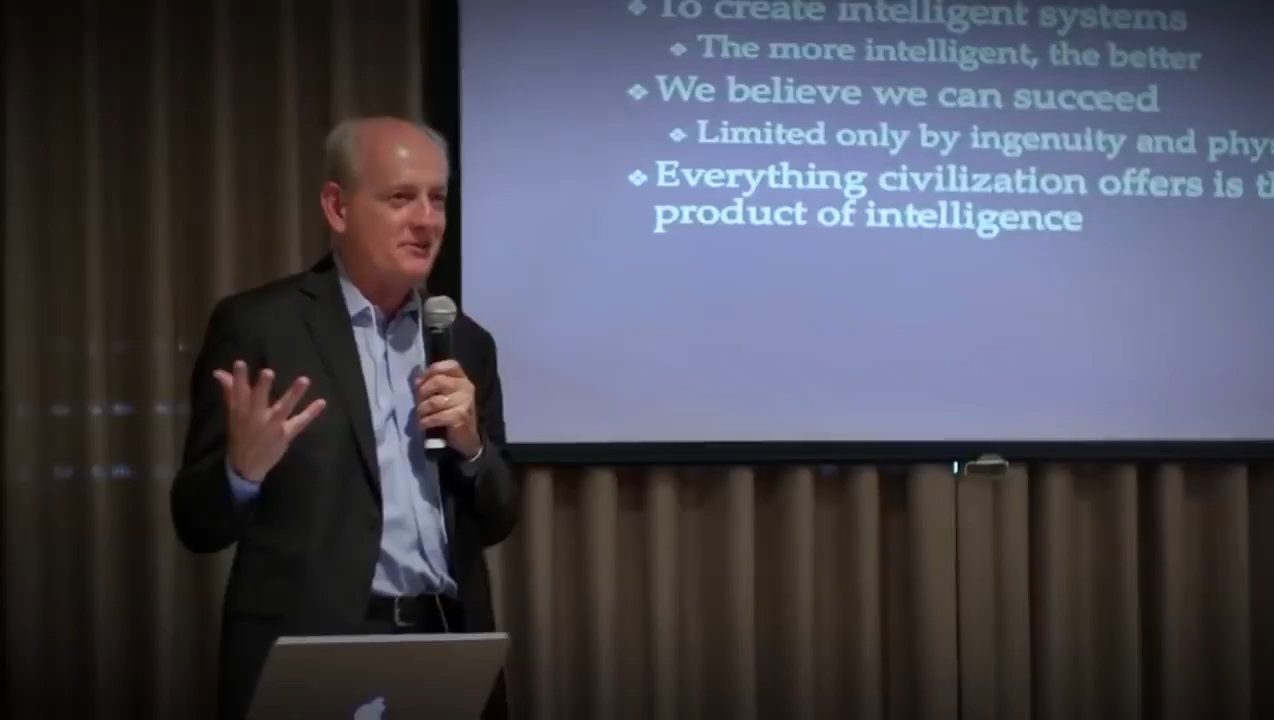 To create intelligent systems
The more intelligent, the better
We believe we can succeed
Limited only by ingenuity and
Everything civilization offers is
product of intelligence